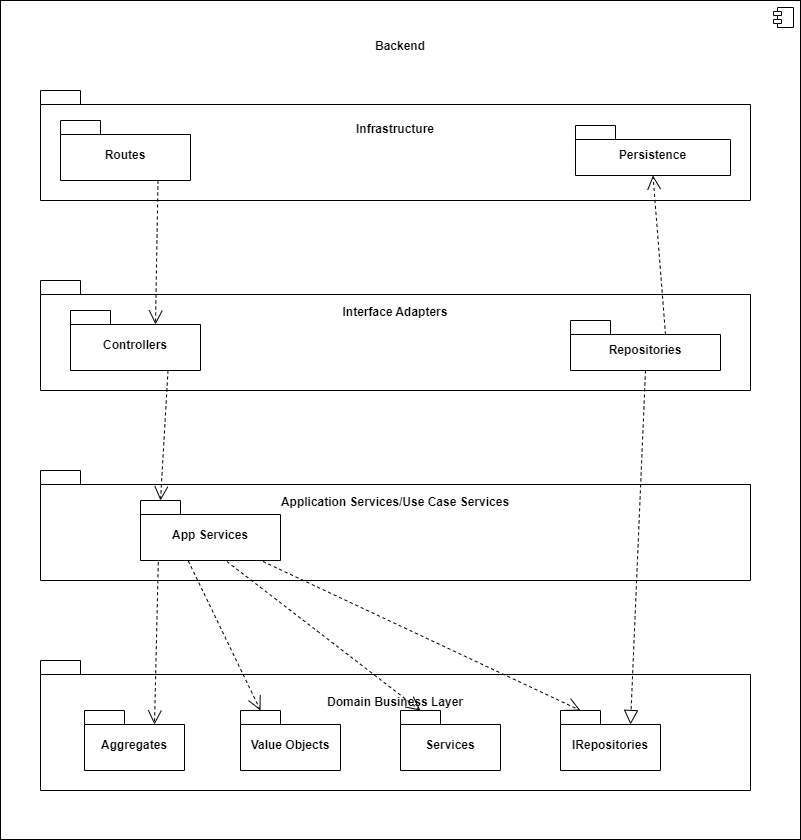 Backend
Infrastructure
Routes
Persistence
Interface Adapters
Controllers
Repositories
Application Services/Use Case Services
App Services
Domain Business Layer
Aggregates
Value Objects
Services
IRepositories